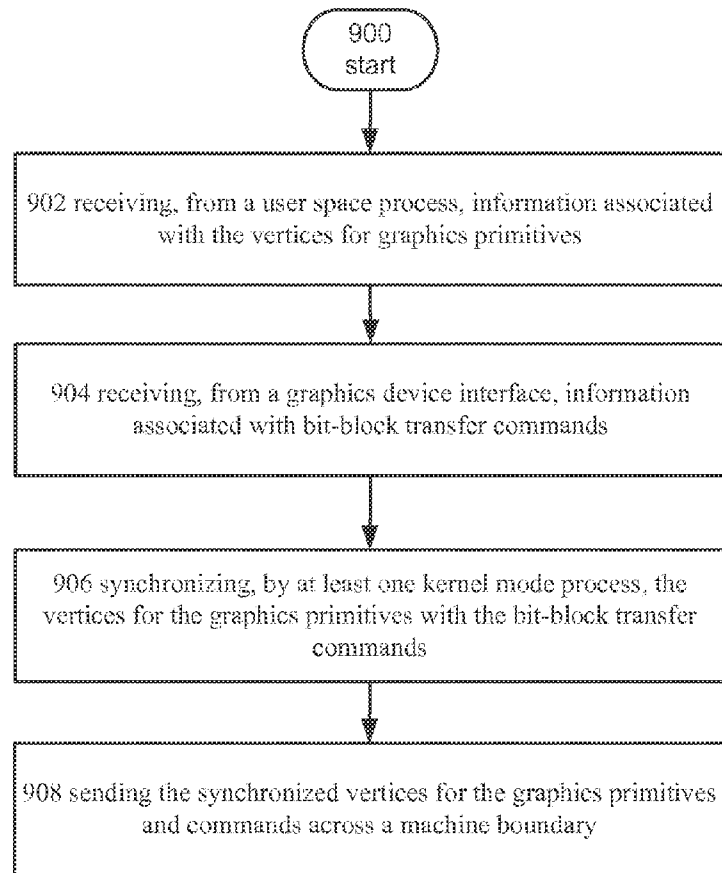 900
start
902 receiving, from a user space process, information associated
with the vertices for graphics primitives
904 receiving, from a graphics device interface, information
associated with bit-block transfer commands
906 synchronizing, by at least one kernel mode process, the
vertices for the graphics primitives with the bit-block transfer
commands
908 sending the synchronized vertices for the graphics primitives
and commands across a machine boundary